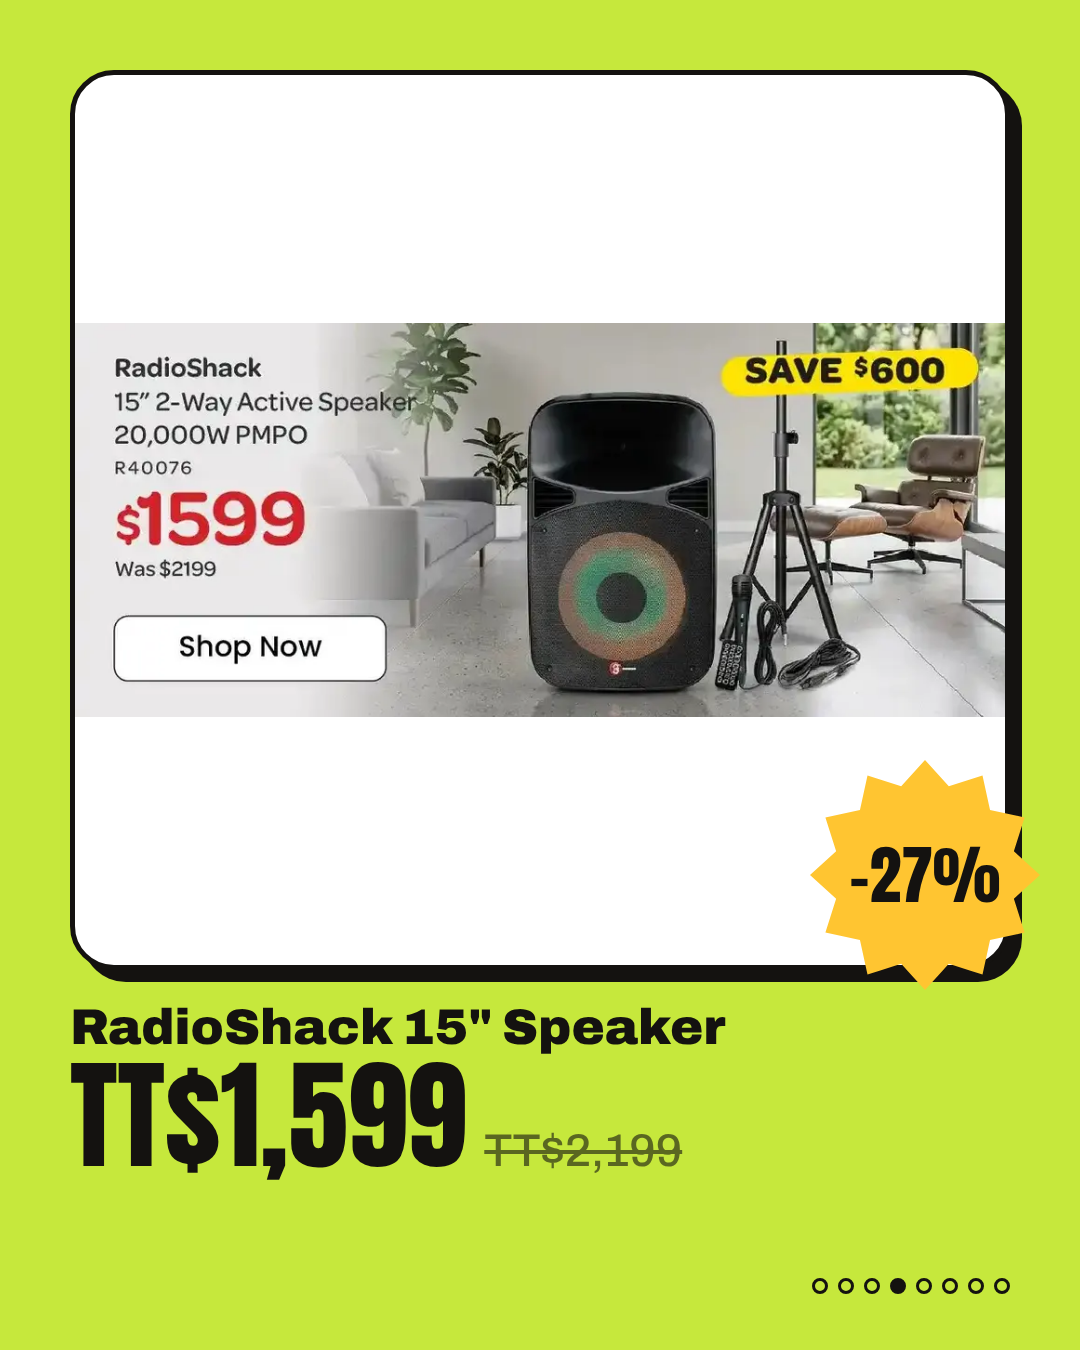 RadioShack
15” 2-Way Active Speaker
20,000W PMPO
R40076
$1599
Was $2199
Shop Now
SAVE $600
-27%
RadioShack 15" Speaker
TT$1,599 TT$2,199